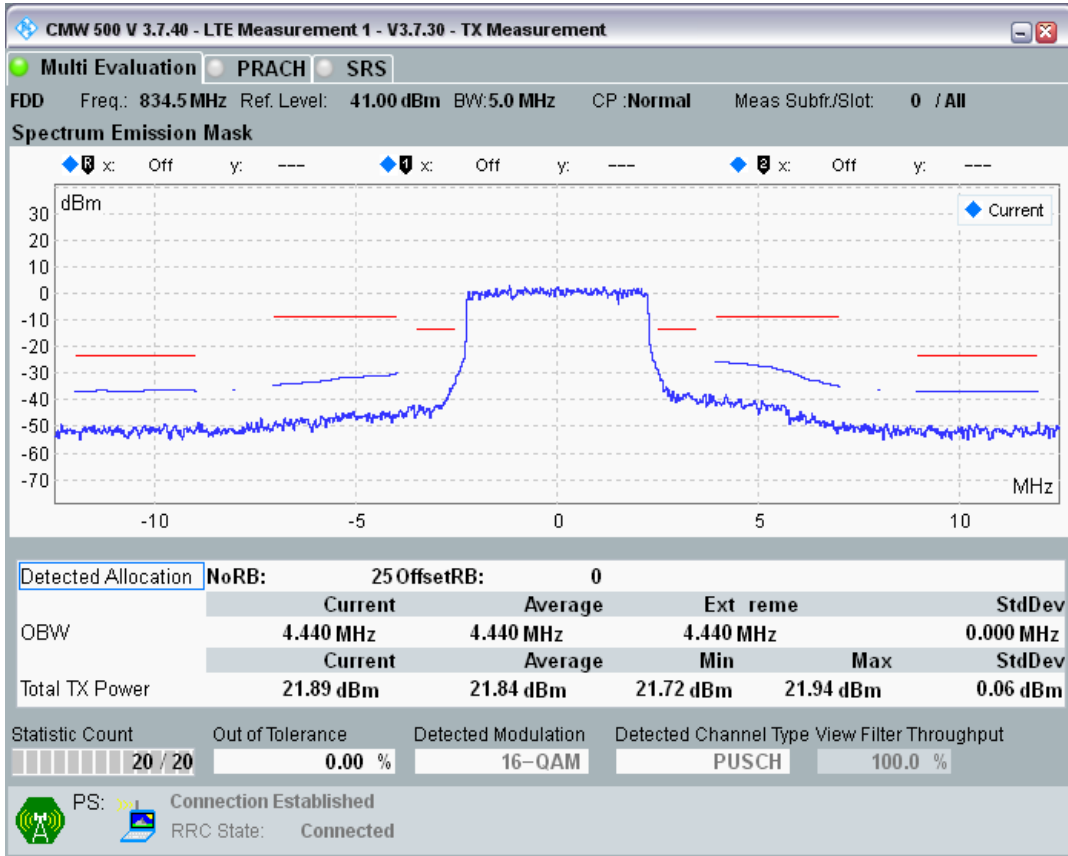 CMW 500 V 3.7.40 - LTE Measurement 1 - V3.7.30 - TX Measurement
Multi Evaluation PRACH SRS
FDD Freq.: 834.5 MHz Ref. Level: 41.00 dBm BW:5.0 MHz CP :Normal Meas Subfr./Slot: 0 / All
Spectrum Emission Mask
R x: Off y: --- 1 x: Off y: --- 2 x: Off y: ---
dBm
Current
30
20
10
0
-10
-20
-30
-40
-50
-60
-70
MHz
-10 -5 0 5 10
Detected Allocation NoRB: 25 OffsetRB: 0
Current Average Ext reme StdDev
OBW 4.440 MHz 4.440 MHz 4.440 MHz 0.000 MHz
Current Average Min Max StdDev
Total TX Power 21.89 dBm 21.84 dBm 21.72 dBm 21.94 dBm 0.06 dBm
Statistic Count Out of Tolerance Detected Modulation Detected Channel Type View Filter Throughput
20 / 20 0.00 % 16-QAM PUSCH 100.0 %
PS: Connection Established
RRC State: Connected